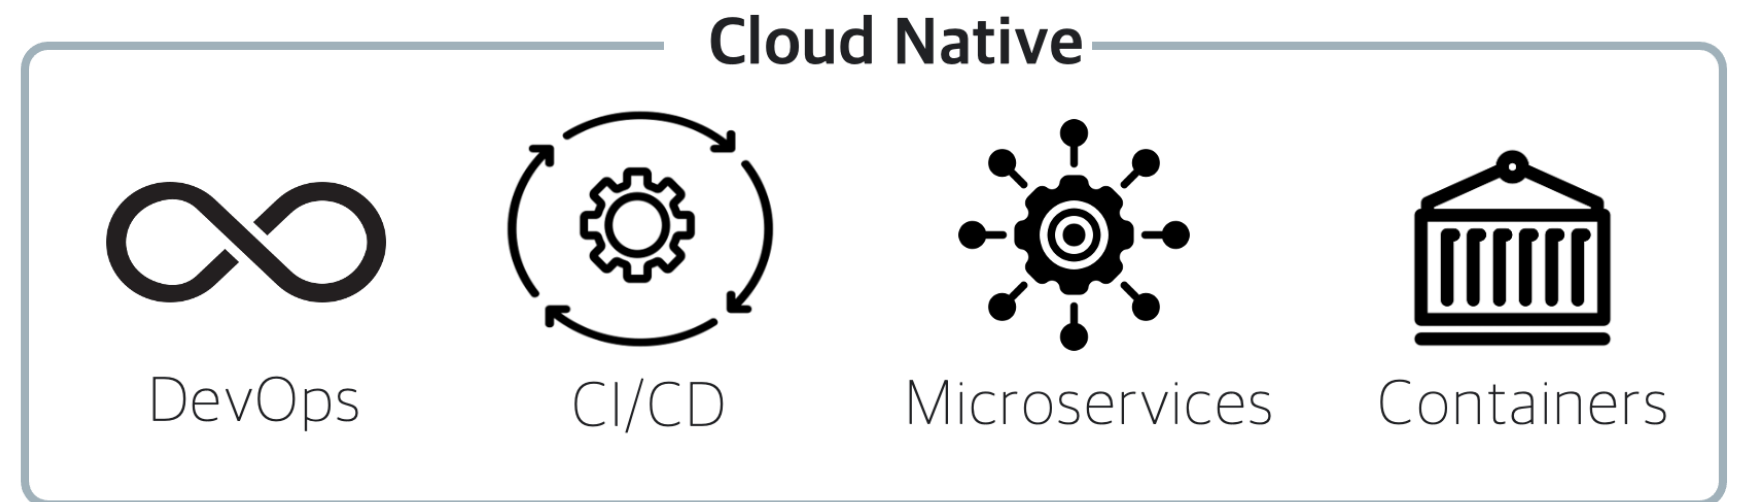 Cloud Native
DevOps
CI/CD
Microservices
Containers